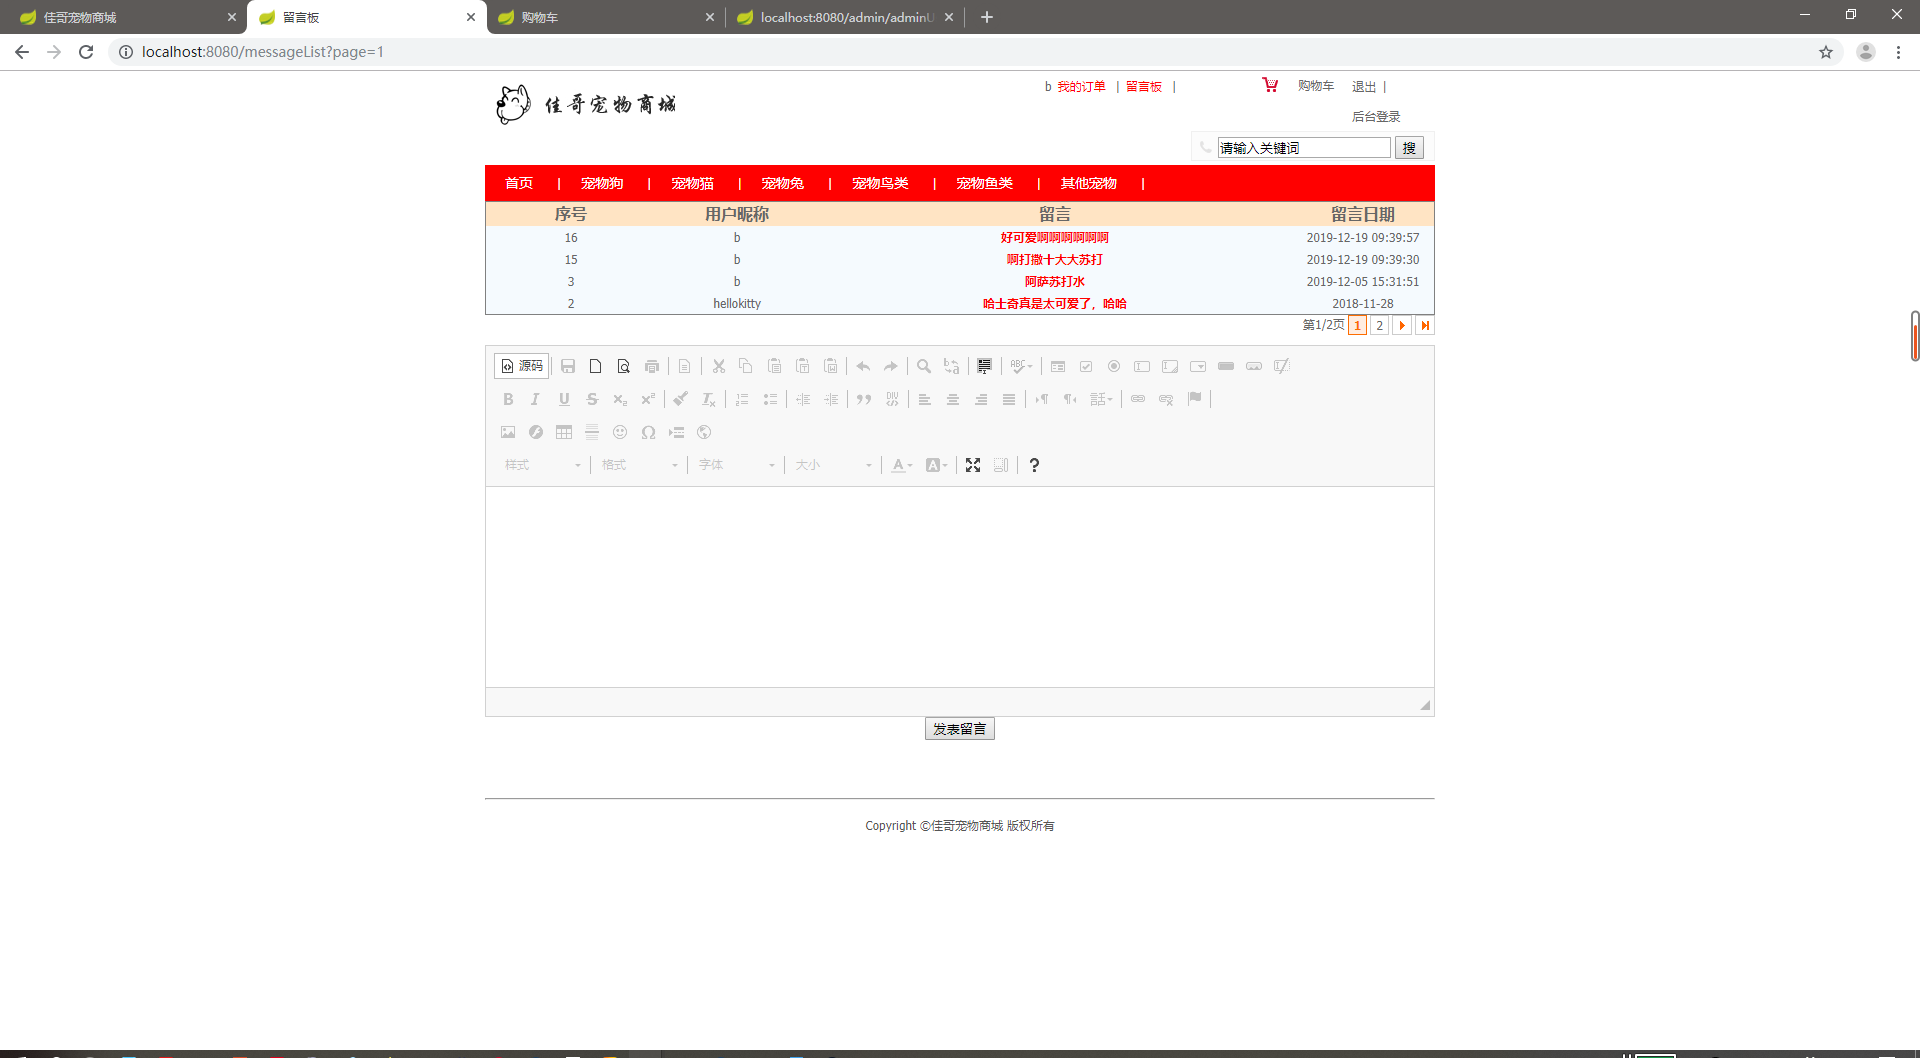 佳哥宠物商城
留言板
购物车
localhost:8080/admin/adminU
localhost:8080/messageList?page=1
佳哥宠物商城
b 我的订单 | 留言板 |
购物车 退出 |
后台登录
请输入关键词 搜
首页 | 宠物狗 | 宠物猫 | 宠物兔 | 宠物鸟类 | 宠物鱼类 | 其他宠物 |
序号 用户昵称 留言 留言日期
16 b 好可爱啊啊啊啊啊啊 2019-12-19 09:39:57
15 b 啊打撒十大大苏打 2019-12-19 09:39:30
3 b 阿萨苏打水 2019-12-05 15:31:51
2 hellokitty 哈士奇真是太可爱了，哈哈 2018-11-28
第1/2页 1 2
源码
样式 格式 字体 大小
发表留言
Copyright ©佳哥宠物商城 版权所有